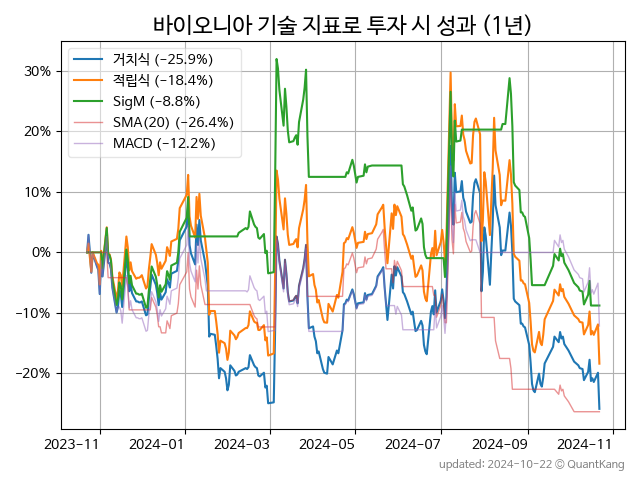 바이오니아 기술 지표로 투자 시 성과 (1년)
거치식 (−25.9%)
적립식 (−18.4%)
SigM (−8.8%)
SMA(20) (−26.4%)
MACD (−12.2%)
30%
20%
10%
0%
−10%
−20%
2023-11 2024-01 2024-03 2024-05 2024-07 2024-09 2024-11
updated: 2024-10-22 © QuantKang